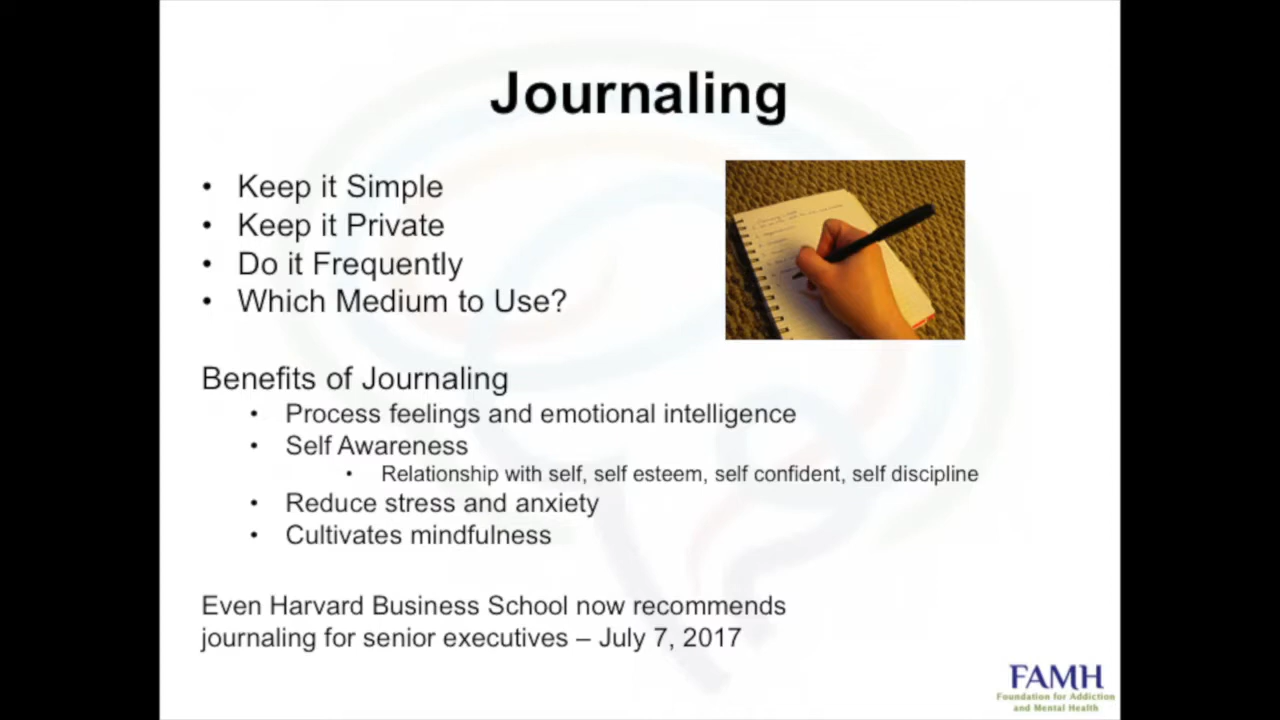 Journaling
• Keep it Simple
• Keep it Private
• Do it Frequently
• Which Medium to Use?
Benefits of Journaling
• Process feelings and emotional intelligence
• Self Awareness
• Relationship with self, self esteem, self confident, self discipline
• Reduce stress and anxiety
• Cultivates mindfulness
Even Harvard Business School now recommends
journaling for senior executives – July 7, 2017
FAMH
Foundation for Addiction
and Mental Health